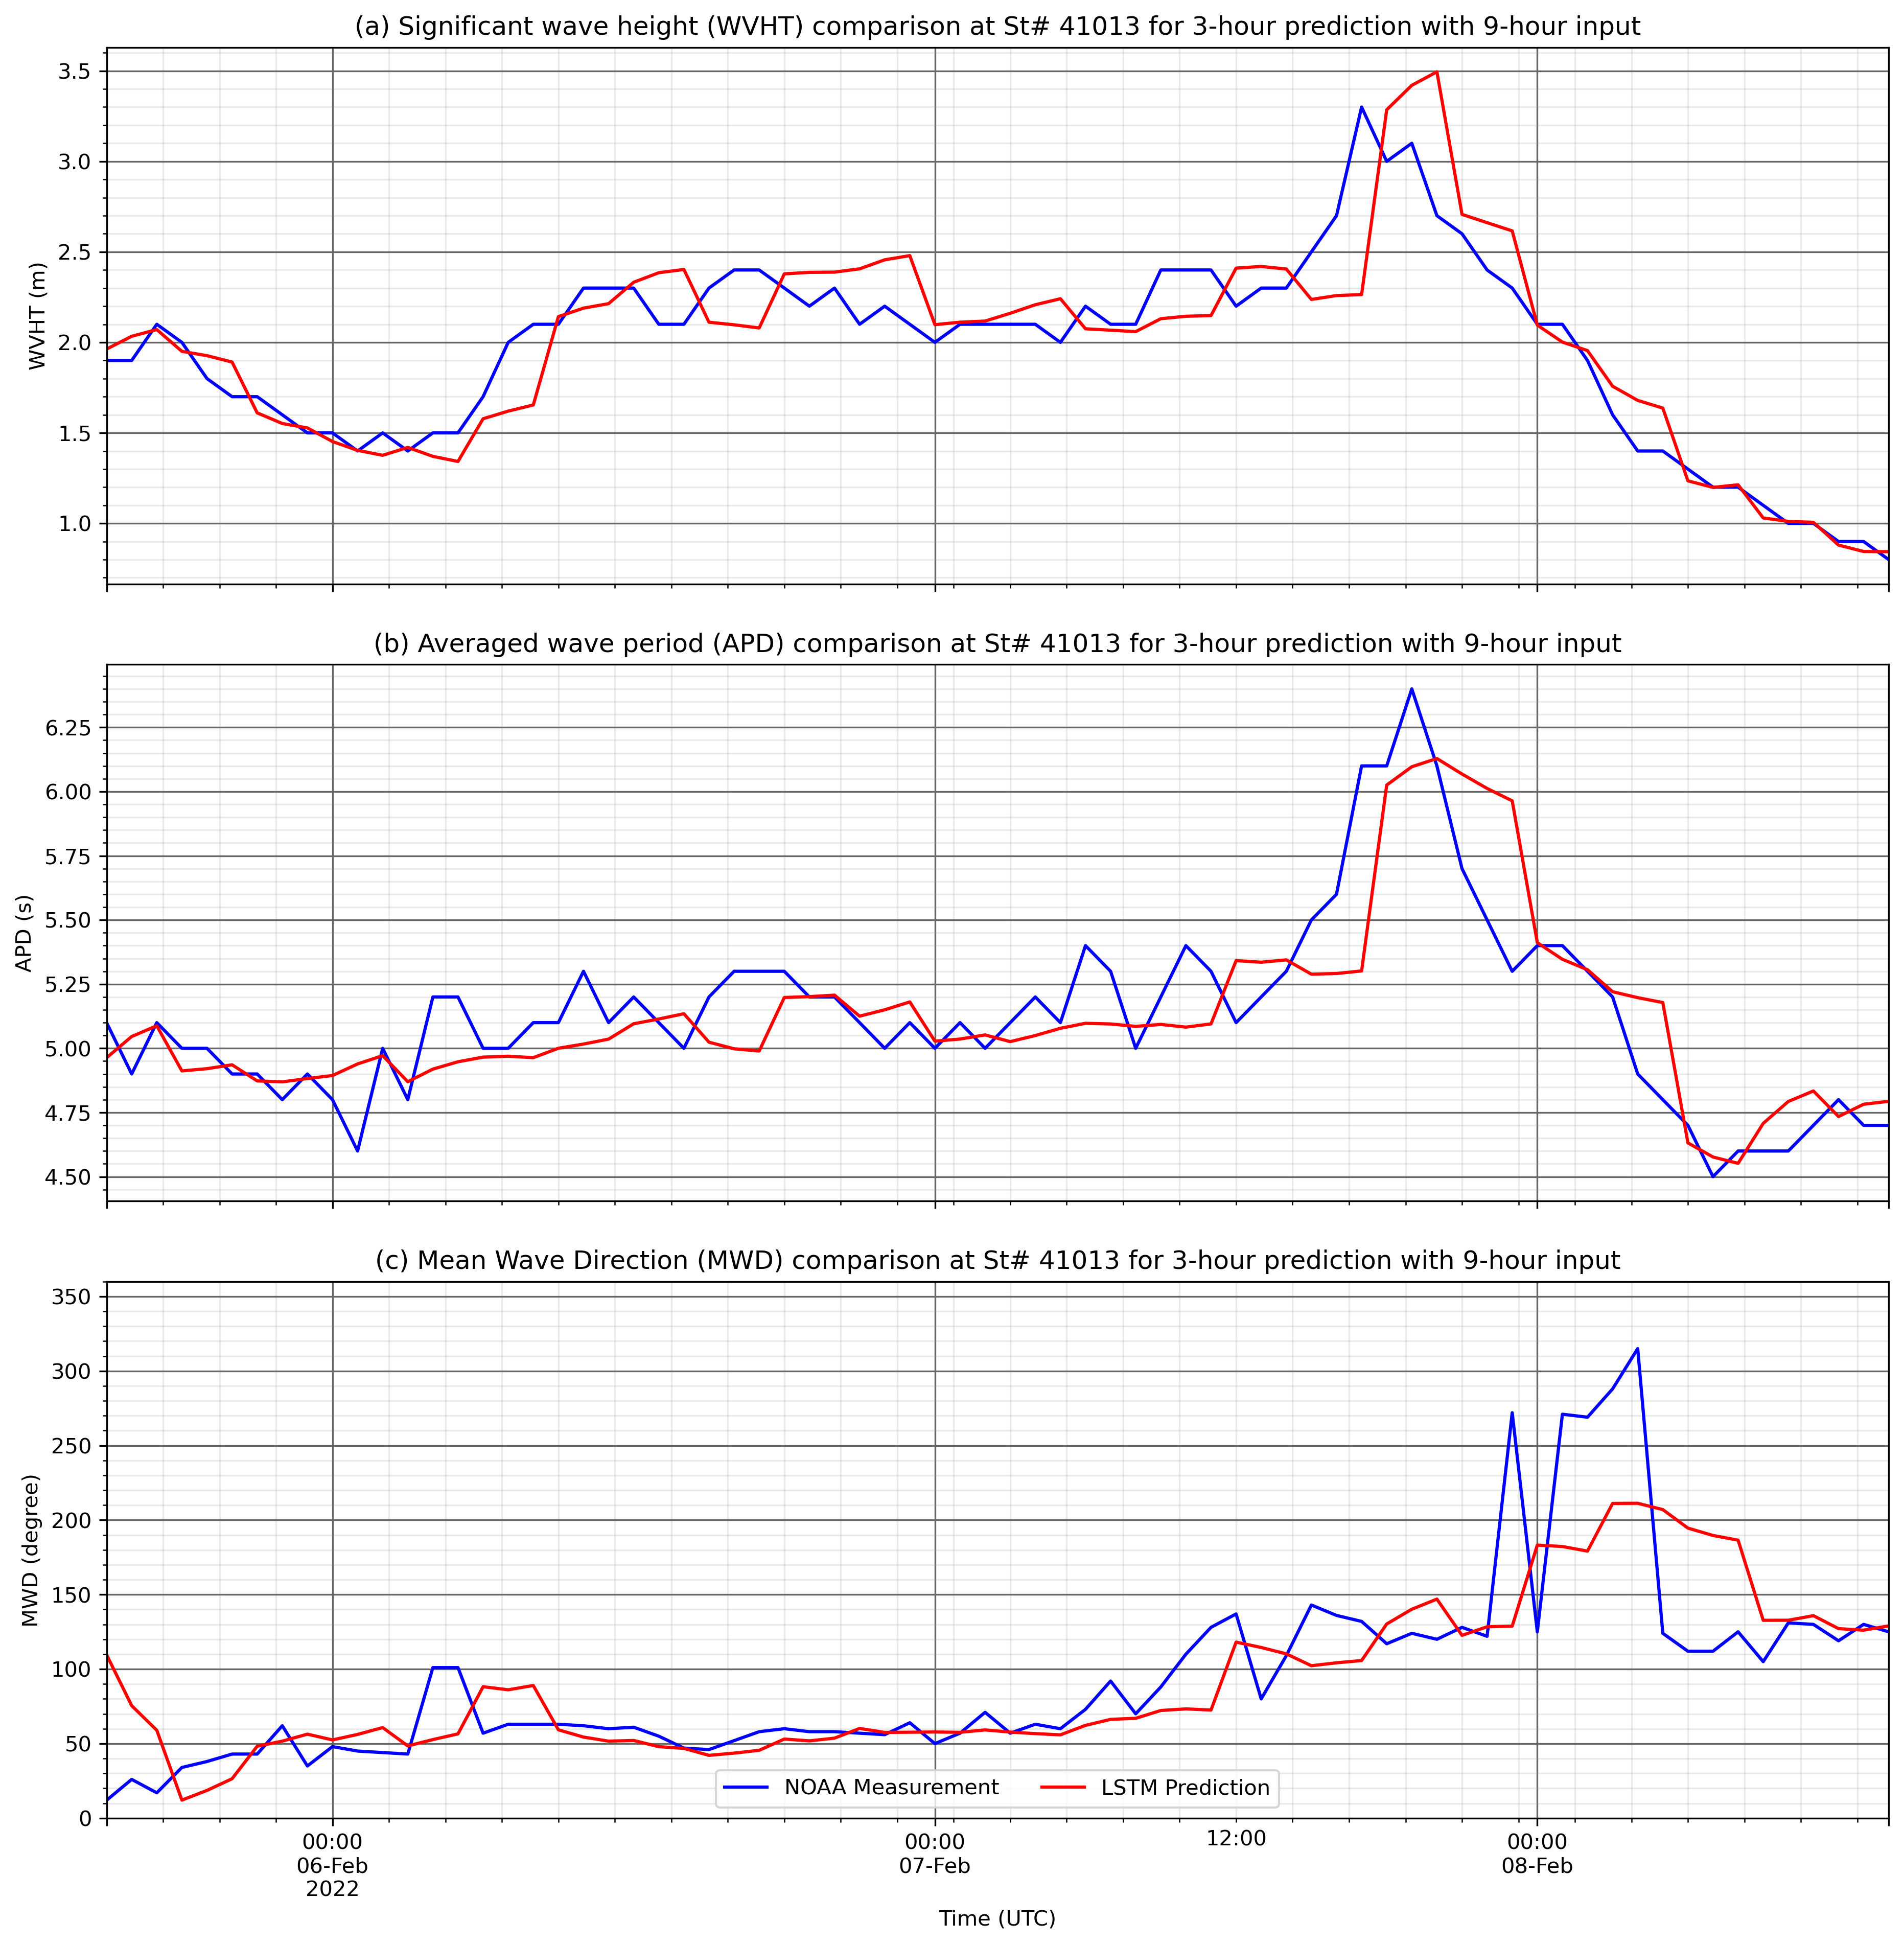 (a) Significant wave height (WVHT) comparison at St# 41013 for 3-hour prediction with 9-hour input
3.5
3.0
2.5
2.0
1.5
1.0
WVHT (m)
(b) Averaged wave period (APD) comparison at St# 41013 for 3-hour prediction with 9-hour input
6.25
6.00
5.75
5.50
5.25
5.00
4.75
4.50
APD (s)
(c) Mean Wave Direction (MWD) comparison at St# 41013 for 3-hour prediction with 9-hour input
350
300
250
200
150
100
50
0
MWD (degree)
NOAA Measurement
LSTM Prediction
00:00
06-Feb
2022
00:00
07-Feb
12:00
00:00
08-Feb
Time (UTC)